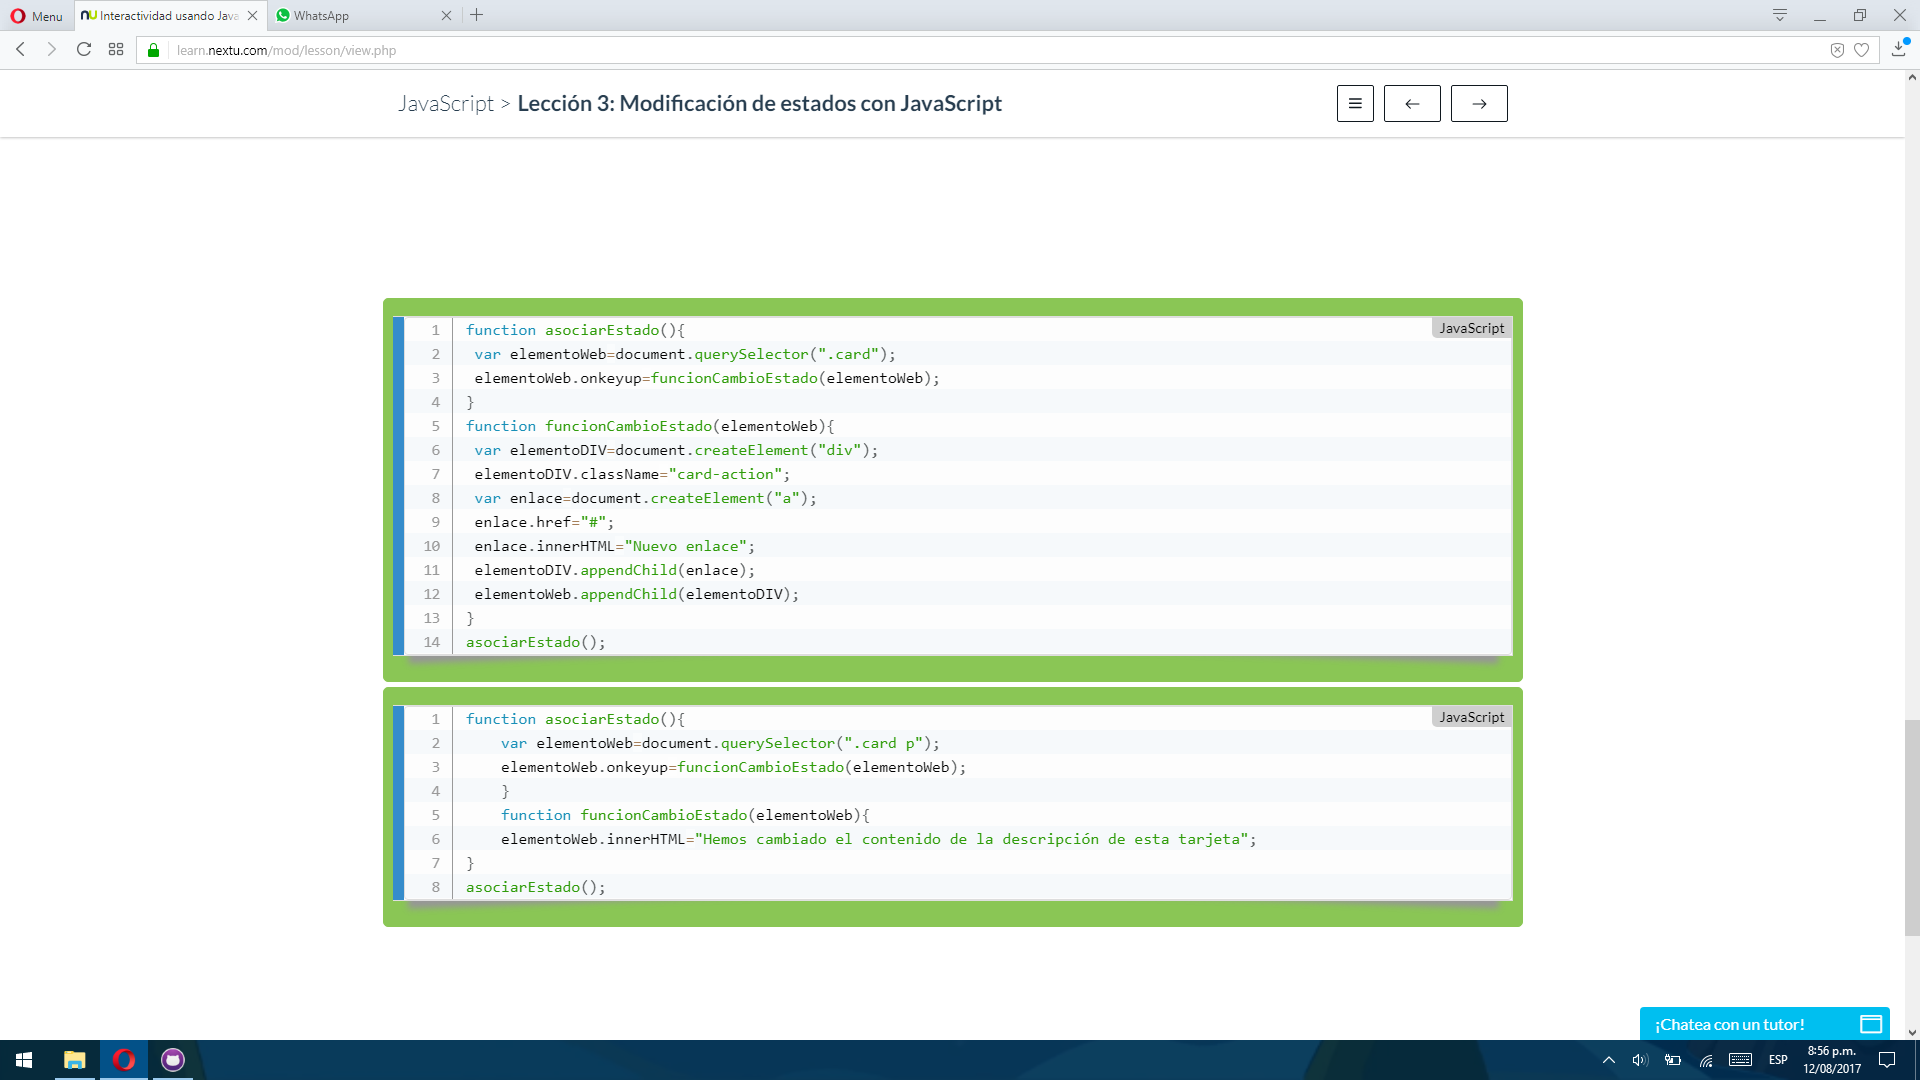 Menu
Interactividad usando Java
WhatsApp
learn.nextu.com/mod/lesson/view.php
JavaScript > Lección 3: Modificación de estados con JavaScript
JavaScript
1 function asociarEstado(){
2 var elementoWeb=document.querySelector(".card");
3 elementoWeb.onkeyup=funcionCambioEstado(elementoWeb);
4 }
5 function funcionCambioEstado(elementoWeb){
6 var elementoDIV=document.createElement("div");
7 elementoDIV.className="card-action";
8 var enlace=document.createElement("a");
9 enlace.href="#";
10 enlace.innerHTML="Nuevo enlace";
11 elementoDIV.appendChild(enlace);
12 elementoWeb.appendChild(elementoDIV);
13 }
14 asociarEstado();
JavaScript
1 function asociarEstado(){
2 var elementoWeb=document.querySelector(".card p");
3 elementoWeb.onkeyup=funcionCambioEstado(elementoWeb);
4 }
5 function funcionCambioEstado(elementoWeb){
6 elementoWeb.innerHTML="Hemos cambiado el contenido de la descripción de esta tarjeta";
7 }
8 asociarEstado();
¡Chatea con un tutor!
ESP
8:56 p.m.
12/08/2017